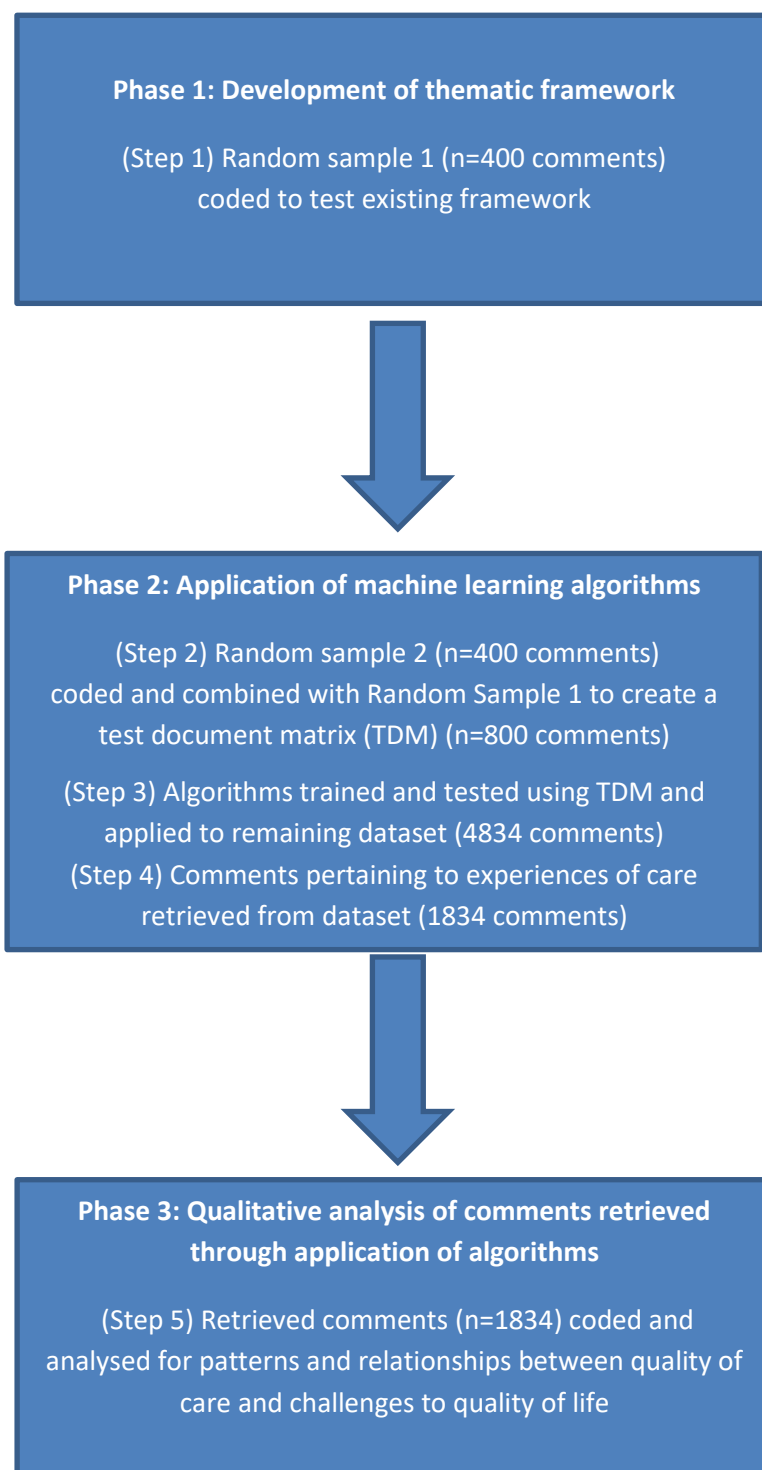 Phase 1: Development of thematic framework
(Step 1) Random sample 1 (n=400 comments)
coded to test existing framework
Phase 2: Application of machine learning algorithms
(Step 2) Random sample 2 (n=400 comments)
coded and combined with Random Sample 1 to create a
test document matrix (TDM) (n=800 comments)
(Step 3) Algorithms trained and tested using TDM and
applied to remaining dataset (4834 comments)
(Step 4) Comments pertaining to experiences of care
retrieved from dataset (1834 comments)
Phase 3: Qualitative analysis of comments retrieved
through application of algorithms
(Step 5) Retrieved comments (n=1834) coded and
analysed for patterns and relationships between quality of
care and challenges to quality of life